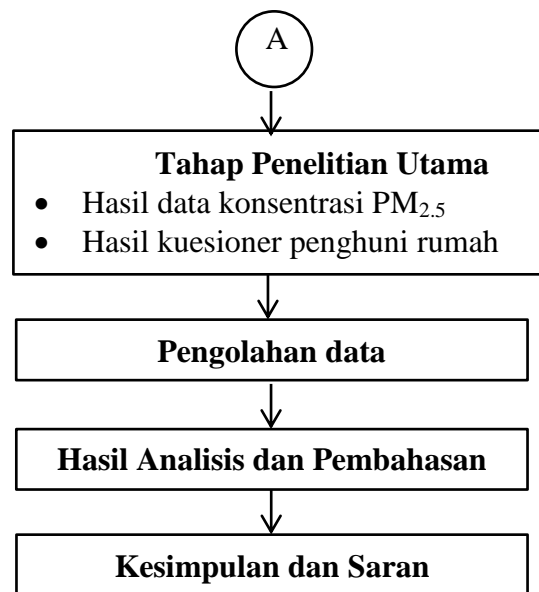 A
Tahap Penelitian Utama
• Hasil data konsentrasi PM₂.₅
• Hasil kuesioner penghuni rumah
Pengolahan data
Hasil Analisis dan Pembahasan
Kesimpulan dan Saran